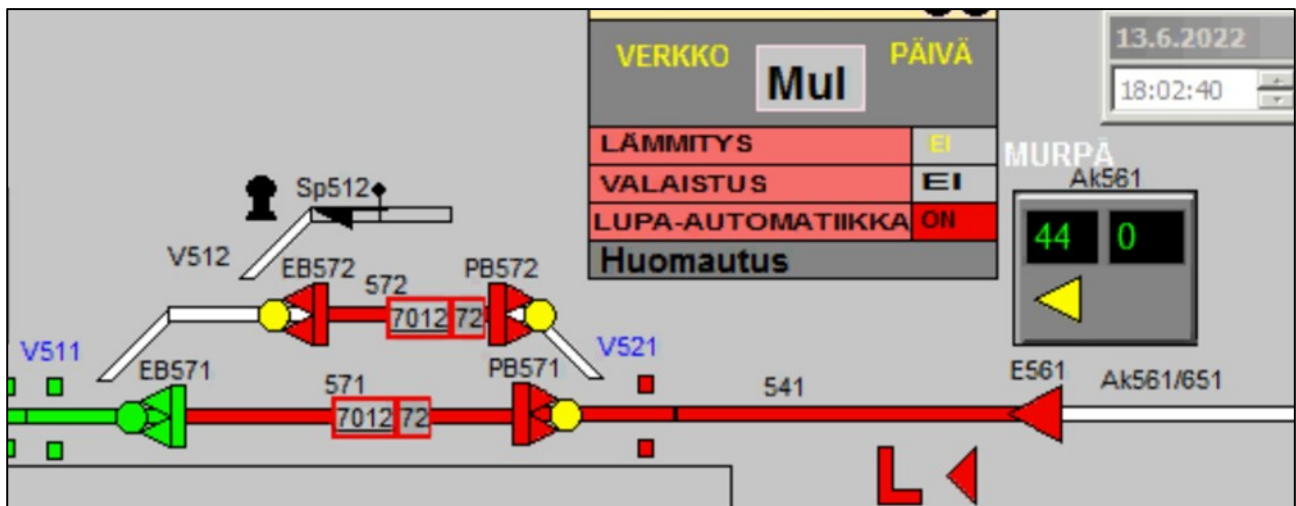 VERKKO
Mul
PÄIVÄ
13.6.2022
18:02:40
LÄMMITYS EI
VALAISTUS EI
LUPA-AUTOMATIIKKA ON
Huomautus
MURPÄ
Ak561
44 0
Sp512
V512
EB572
572
PB572
7012 72
V511
EB571
571
PB571
V521
541
E561
Ak561/651
7012 72
L